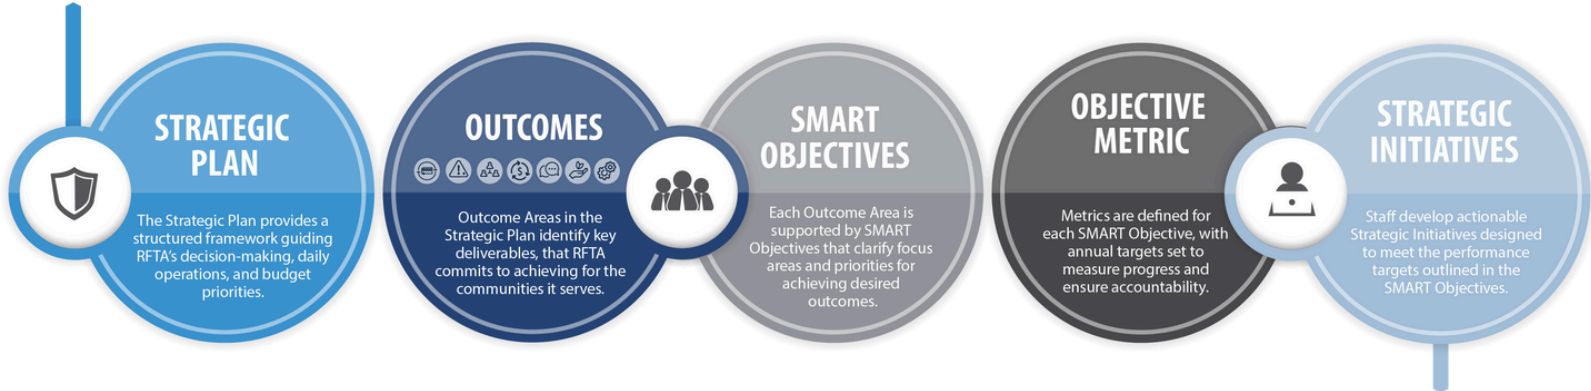 STRATEGIC
PLAN
The Strategic Plan provides a
structured framework guiding
RFTA's decision-making, daily
operations, and budget
priorities.
OUTCOMES
Outcome Areas in the
Strategic Plan identify key
deliverables, that RFTA
commits to achieving for the
communities it serves.
SMART
OBJECTIVES
Each Outcome Area is
supported by SMART
Objectives that clarify focus
areas and priorities for
achieving desired
outcomes.
OBJECTIVE
METRIC
Metrics are defined for
each SMART Objective, with
annual targets set to
measure progress and
ensure accountability.
STRATEGIC
INITIATIVES
Staff develop actionable
Strategic Initiatives designed
to meet the performance
targets outlined in the
SMART Objectives.